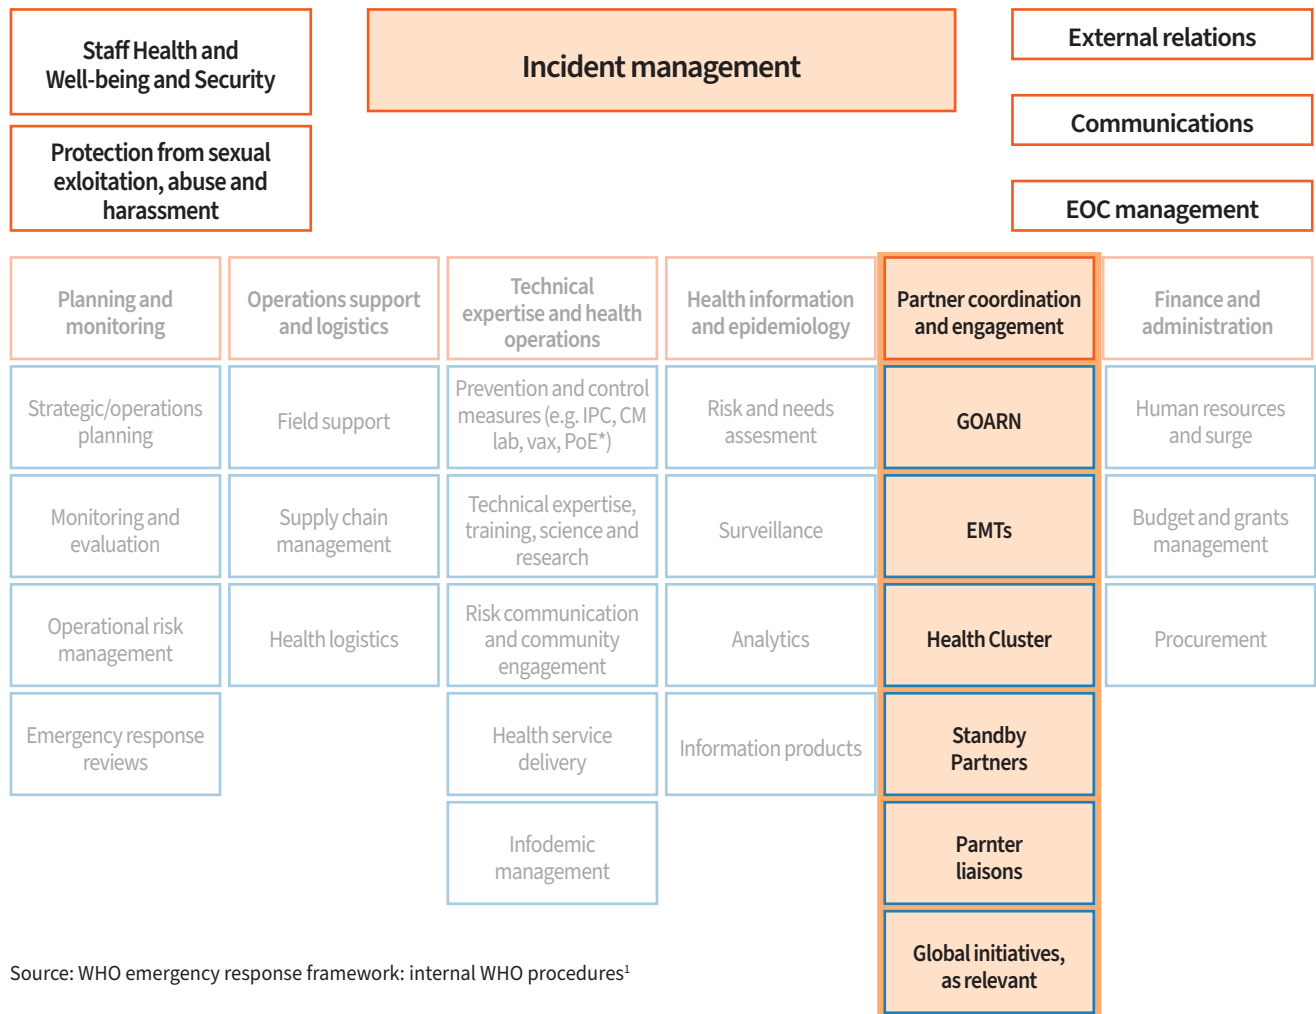 Staff Health and
Well-being and Security
Incident management
External relations
Communications
Protection from sexual
exloitation, abuse and
harassment
EOC management
Planning and
monitoring
Operations support
and logistics
Technical
expertise and health
operations
Health information
and epidemiology
Partner coordination
and engagement
Finance and
administration
Strategic/operations
planning
Field support
Prevention and control
measures (e.g. IPC, CM
lab, vax, PoE*)
Risk and needs
assesment
GOARN
Human resources
and surge
Monitoring and
evaluation
Supply chain
management
Technical expertise,
training, science and
research
Surveillance
EMTs
Budget and grants
management
Operational risk
management
Health logistics
Risk communication
and community
engagement
Analytics
Health Cluster
Procurement
Emergency response
reviews
Health service
delivery
Information products
Standby
Partners
Infodemic
management
Parnter
liaisons
Global initiatives,
as relevant
Source: WHO emergency response framework: internal WHO procedures¹